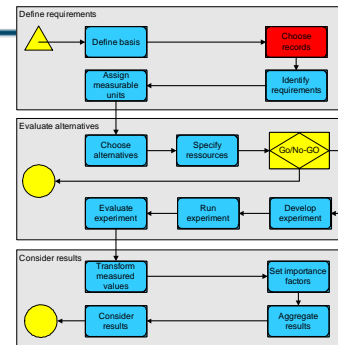 Define requirements
Define basis
Choose
records
Assign
measurable
units
Identify
requirements
Evaluate alternatives
Choose
alternatives
Specify
ressources
Go/No-GO
Evaluate
experiment
Run
experiment
Develop
experiment
Consider results
Transform
measured
values
Set importance
factors
Consider
results
Aggregate
results